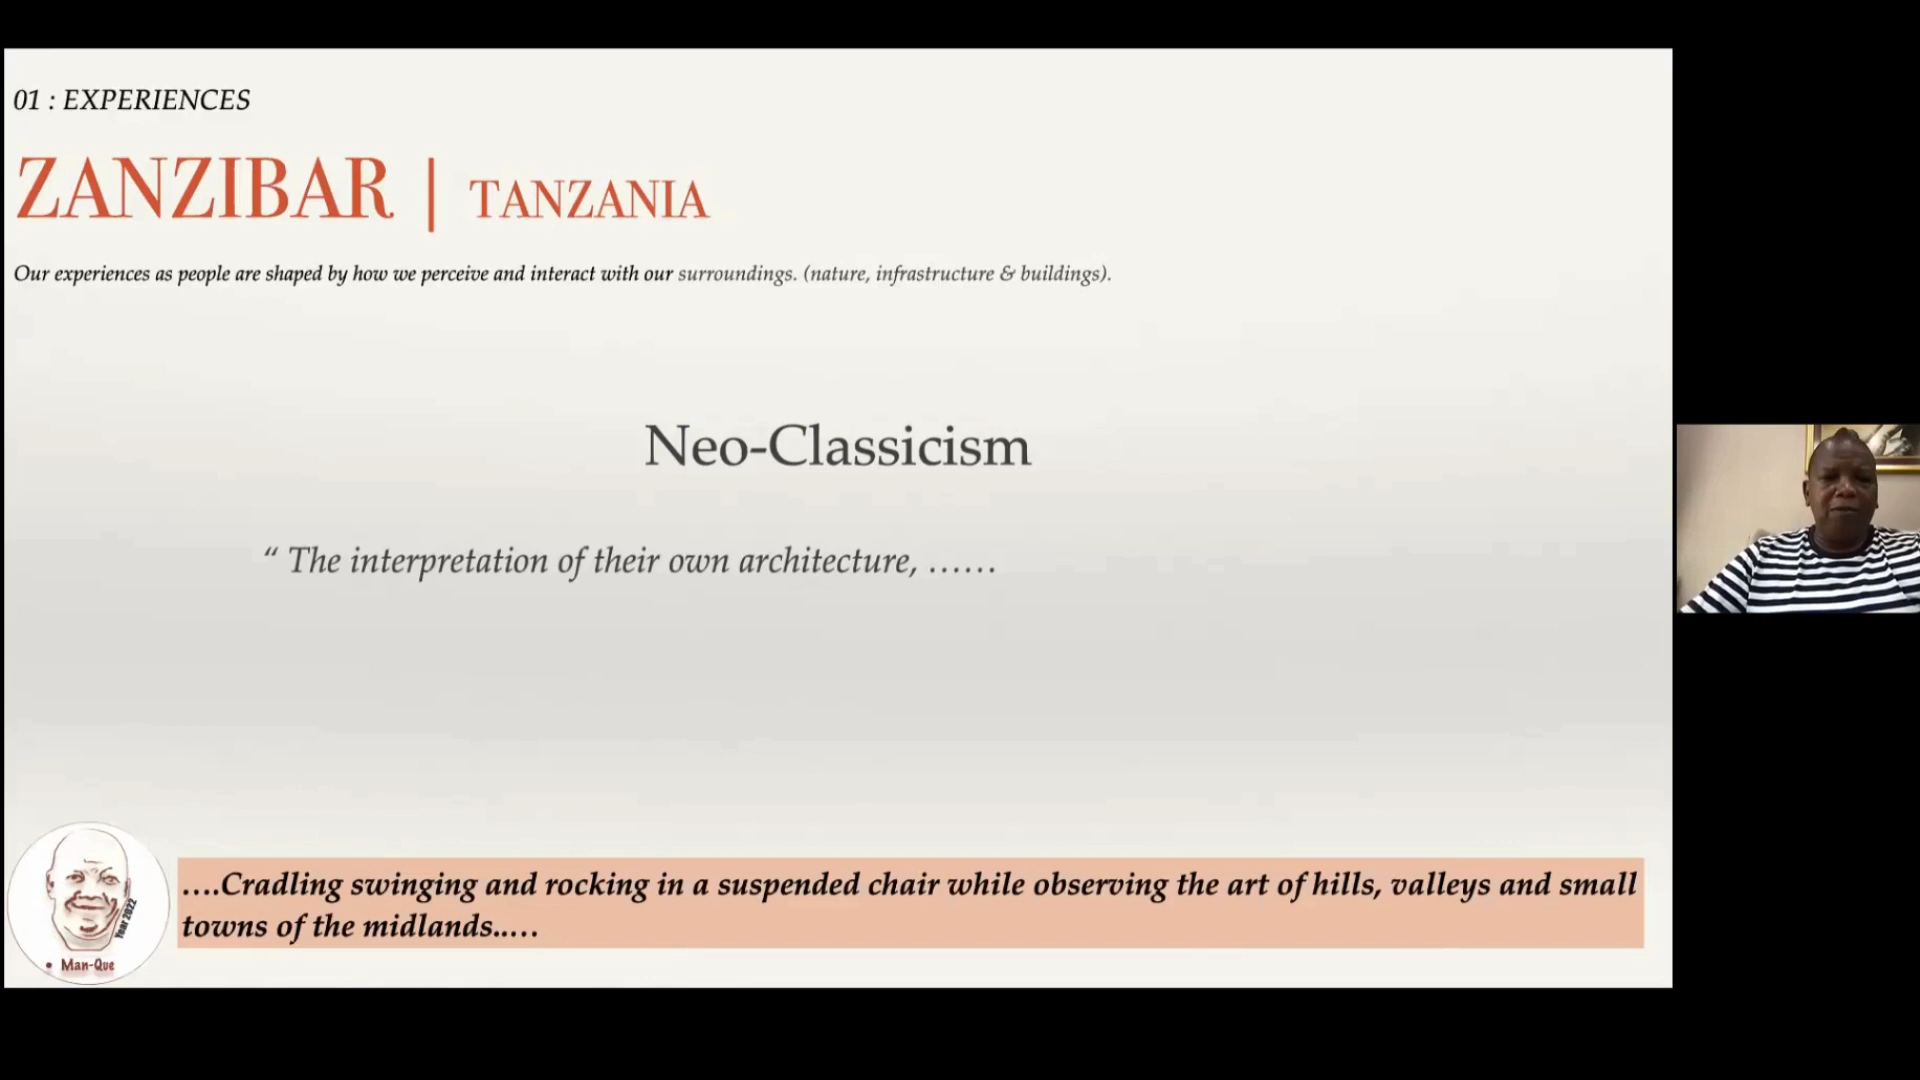 01 : EXPERIENCES
ZANZIBAR | TANZANIA
Our experiences as people are shaped by how we perceive and interact with our surroundings. (nature, infrastructure & buildings).
Neo-Classicism
“ The interpretation of their own architecture, ……
….Cradling swinging and rocking in a suspended chair while observing the art of hills, valleys and small
towns of the midlands..…
Year 2022
• Man-Que